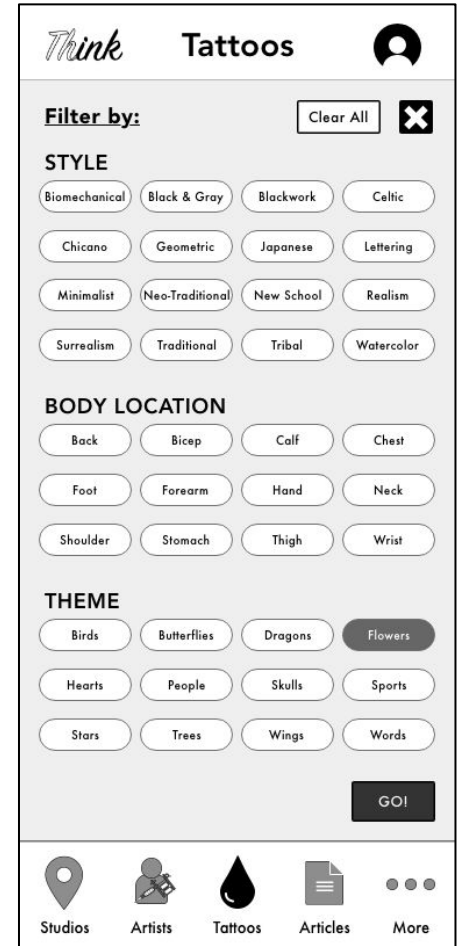 Think Tattoos
Filter by: Clear All
STYLE
Biomechanical Black & Gray Blackwork Celtic
Chicano Geometric Japanese Lettering
Minimalist Neo-Traditional New School Realism
Surrealism Traditional Tribal Watercolor
BODY LOCATION
Back Bicep Calf Chest
Foot Forearm Hand Neck
Shoulder Stomach Thigh Wrist
THEME
Birds Butterflies Dragons Flowers
Hearts People Skulls Sports
Stars Trees Wings Words
GO!
Studios Artists Tattoos Articles More